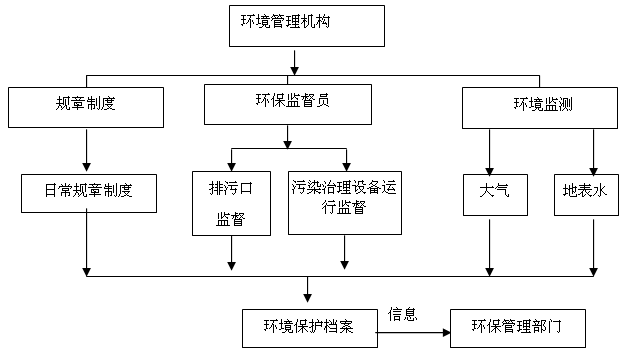 环境管理机构
规章制度
环保监督员
环境监测
日常规章制度
排污口
监督
污染治理设备运
行监督
大气
地表水
环境保护档案
信息
环保管理部门